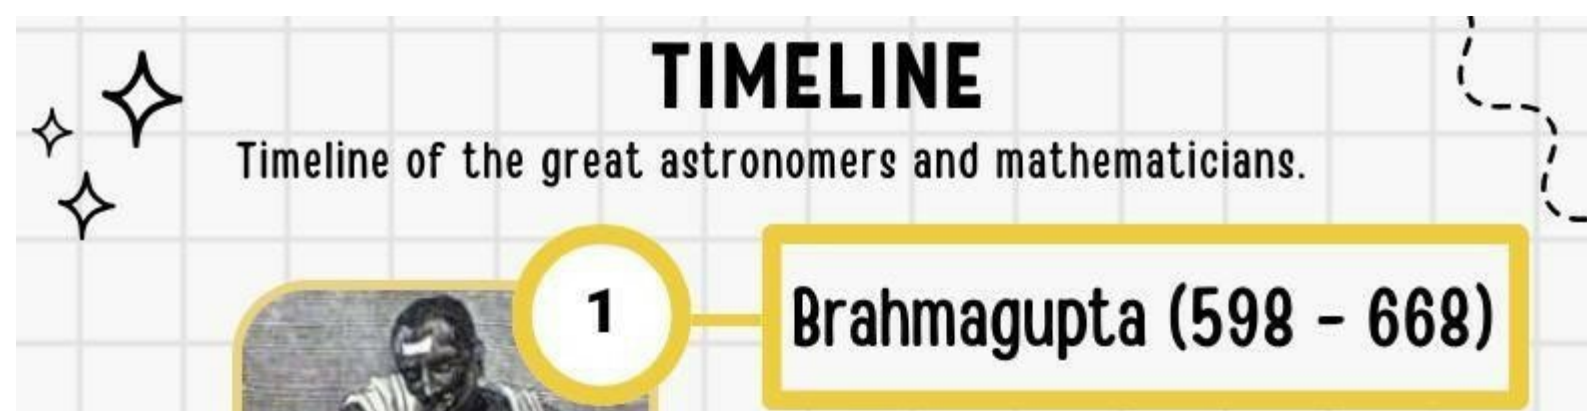 TIMELINE
Timeline of the great astronomers and mathematicians.
1
Brahmagupta (598 - 668)